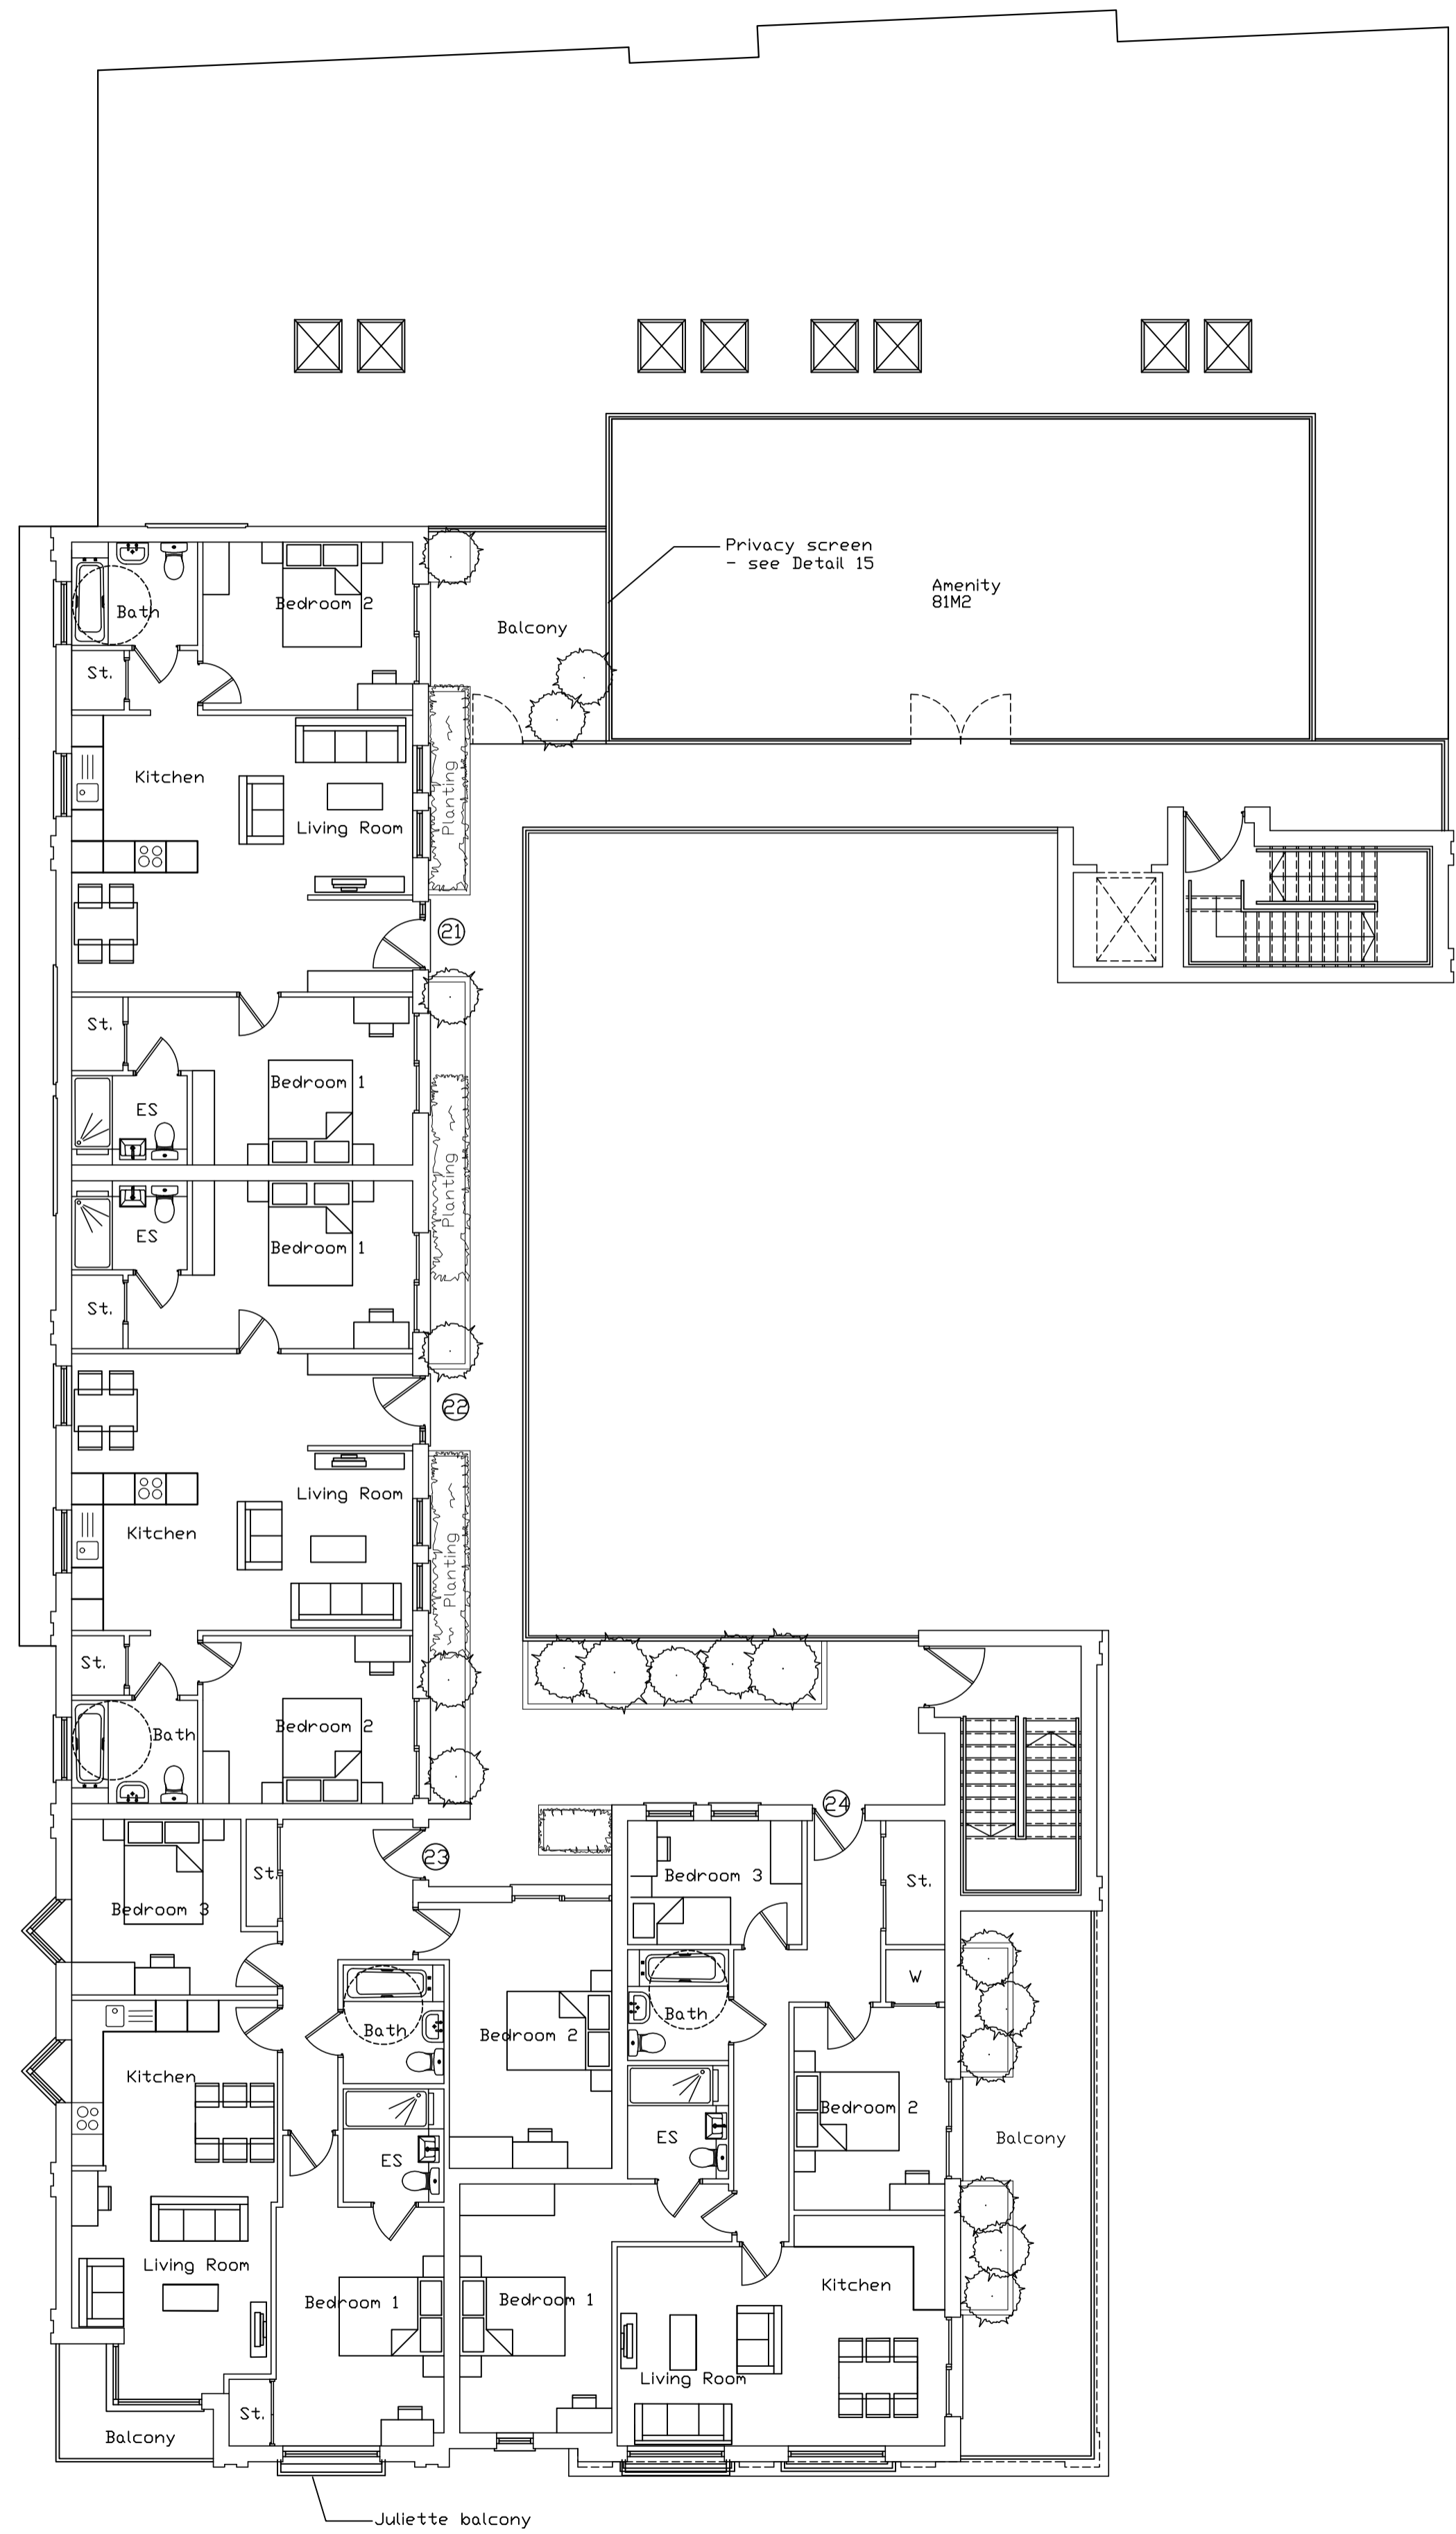 Privacy screen
- see Detail 15
Amenity
81M2
Bath
Bedroom 2
Balcony
St.
Kitchen
Living Room
Planting
21
St.
Bedroom 1
ES
Planting
ES
Bedroom 1
St.
22
Living Room
Kitchen
Planting
St.
Bath
Bedroom 2
24
23
St.
Bedroom 3
Bedroom 3
St.
W
Bath
Bedroom 2
Bath
Kitchen
Bedroom 2
Balcony
ES
ES
Living Room
Bedroom 1
Bedroom 1
Kitchen
Living Room
St.
Balcony
Juliette balcony